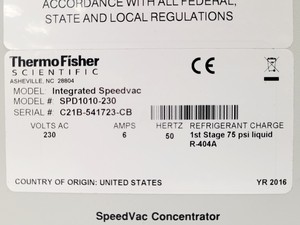 ACCORDANCE WITH ALL FEDERAL,
STATE AND LOCAL REGULATIONS
ThermoFisher
SCIENTIFIC
ASHEVILLE, NC 28804
CE
MODEL: Integrated Speedvac
MODEL # SPD1010-230
SERIAL # C21B-541723-CB
VOLTS AC AMPS HERTZ REFRIGERANT CHARGE
230 6 50 1st Stage 75 psi liquid
R-404A
COUNTRY OF ORIGIN: UNITED STATES YR 2016
SpeedVac Concentrator